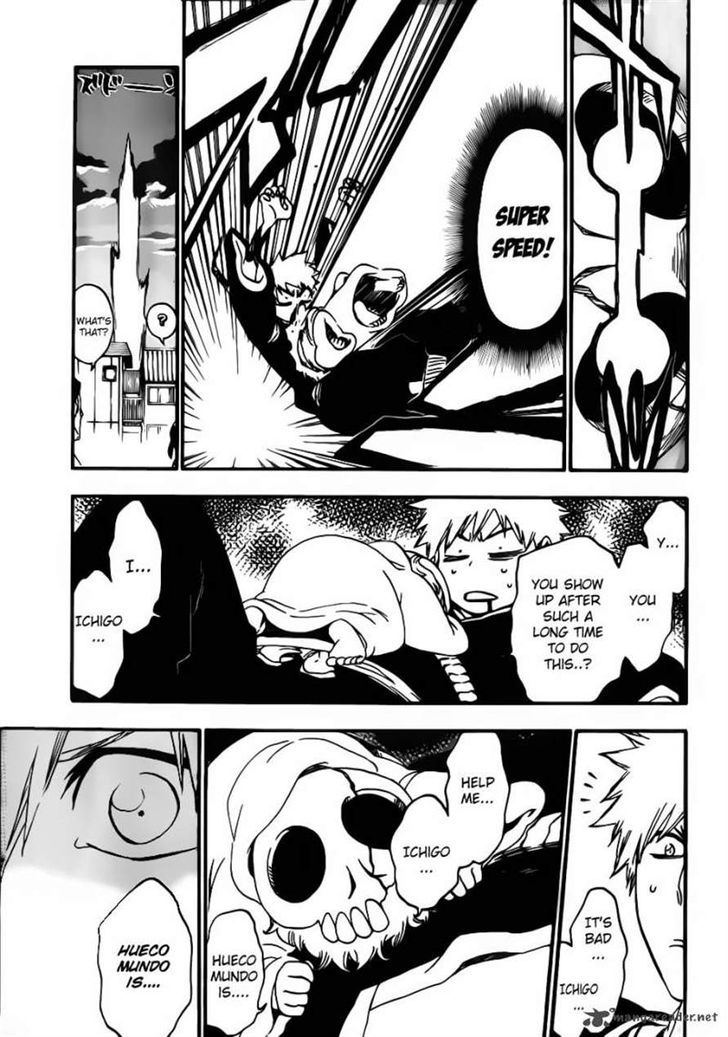 SUPER
SPEED!
ズドーン
?
WHAT'S
THAT?
Y...
YOU
...
YOU SHOW
UP AFTER
SUCH A
LONG TIME
TO DO
THIS..?
I...
ICHIGO
...
IT'S
BAD
...
ICHIGO
...
HELP
ME...
ICHIGO
...
HUECO
MUNDO
IS....
HUECO
MUNDO
IS....
mangareader.net